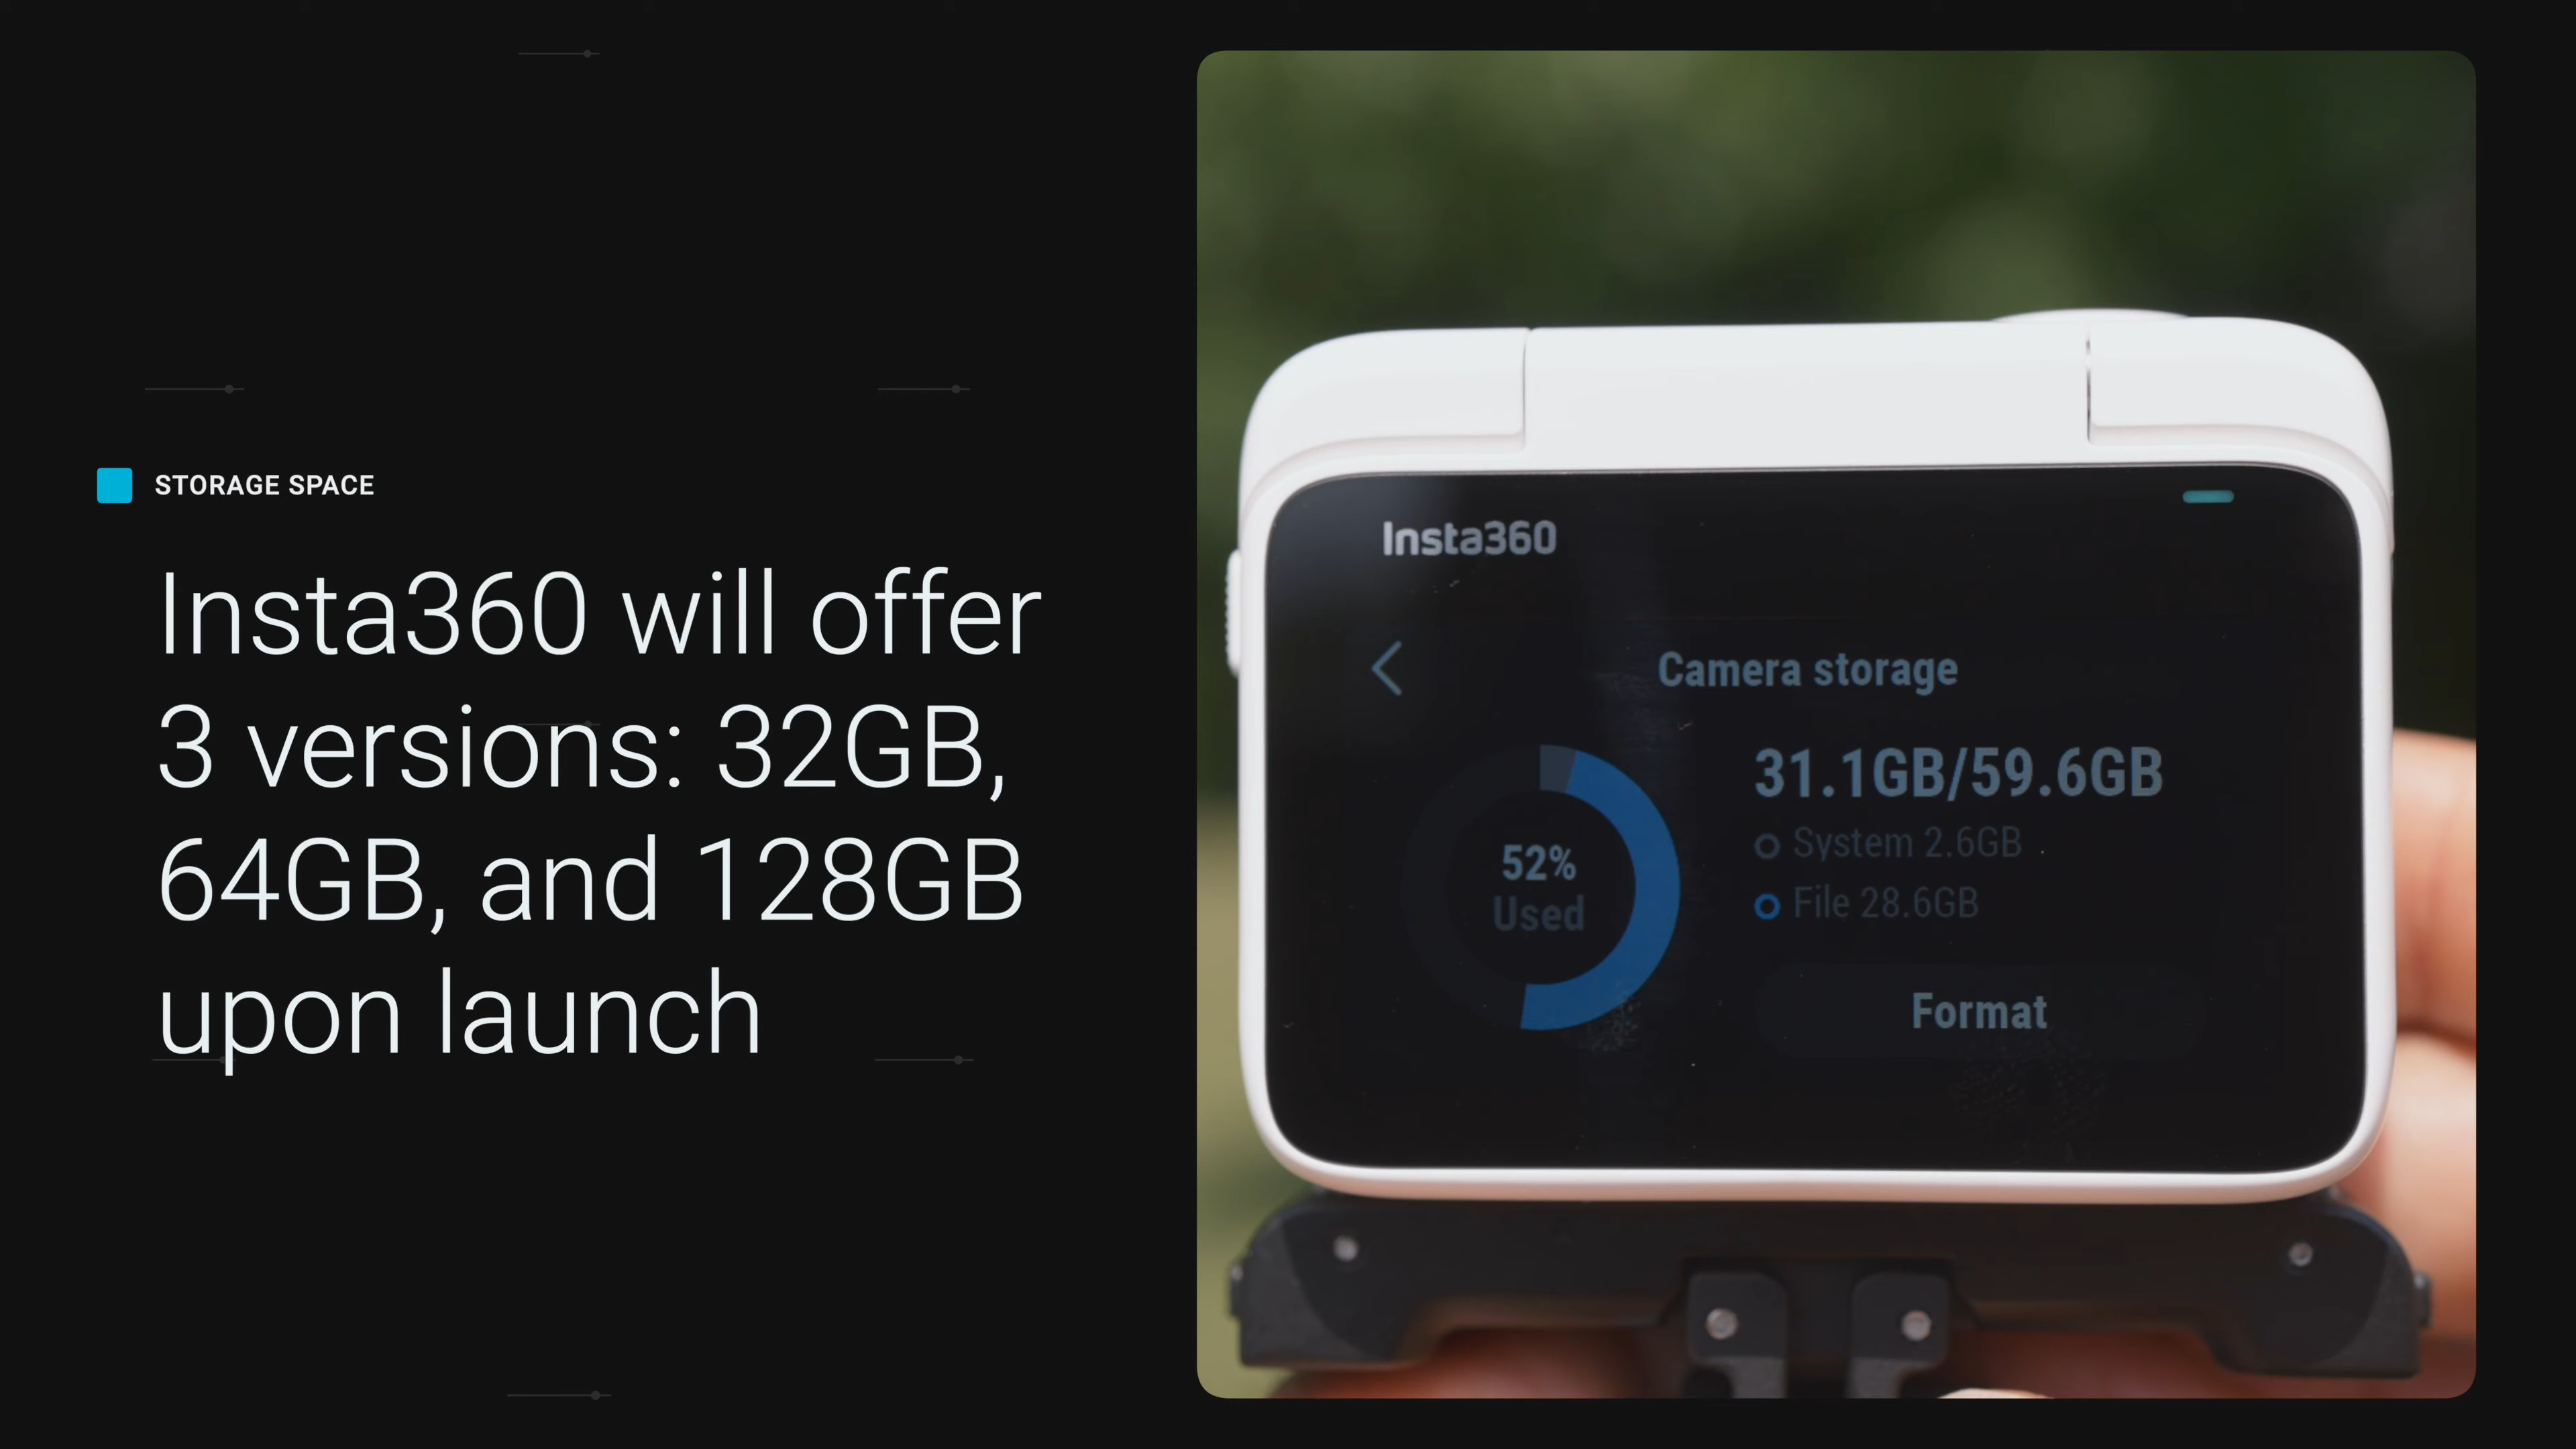 STORAGE SPACE
Insta360 will offer
3 versions: 32GB,
64GB, and 128GB
upon launch
Insta360
Camera storage
31.1GB/59.6GB
52%
Used
System 2.6GB
File 28.6GB
Format